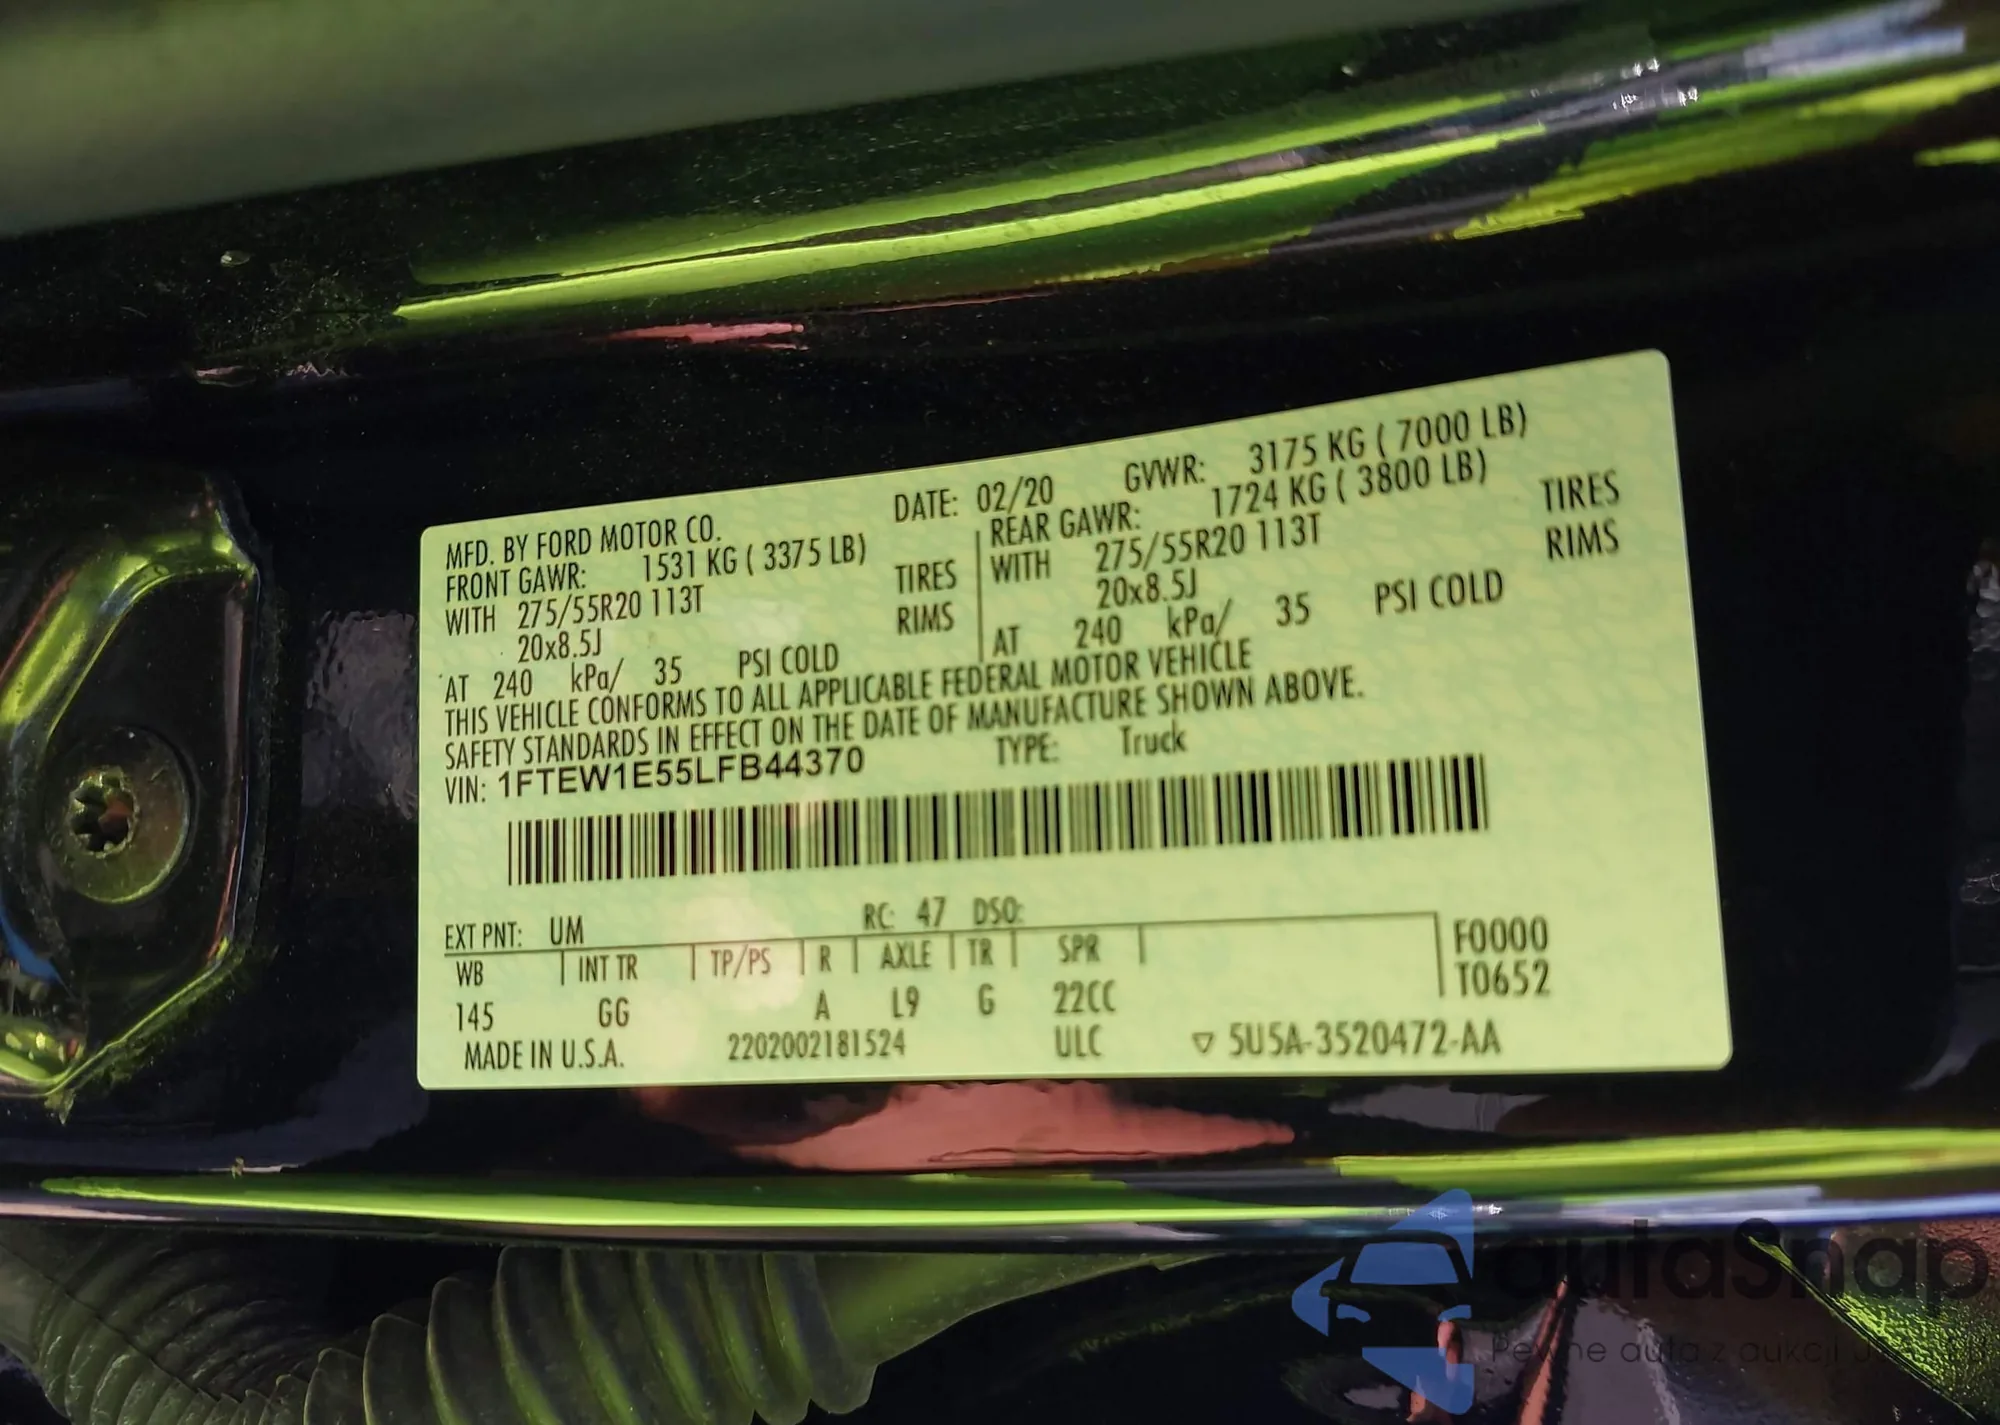 MFD. BY FORD MOTOR CO. DATE: 02/20 GVWR: 3175 KG ( 7000 LB)
FRONT GAWR: 1531 KG ( 3375 LB) REAR GAWR: 1724 KG ( 3800 LB)
WITH 275/55R20 113T TIRES WITH 275/55R20 113T TIRES
20x8.5J RIMS 20x8.5J RIMS
AT 240 kPa/ 35 PSI COLD AT 240 kPa/ 35 PSI COLD
THIS VEHICLE CONFORMS TO ALL APPLICABLE FEDERAL MOTOR VEHICLE
SAFETY STANDARDS IN EFFECT ON THE DATE OF MANUFACTURE SHOWN ABOVE.
VIN: 1FTEW1E55LFB44370 TYPE: Truck
EXT PNT: UM RC: 47 DSO:
WB INT TR TP/PS R AXLE TR SPR F0000
T0652
145 GG A L9 G 22CC
MADE IN U.S.A. 2202002181524 ULC ▽ 5U5A-3520472-AA
autaSnap
Pewne auta z aukcji